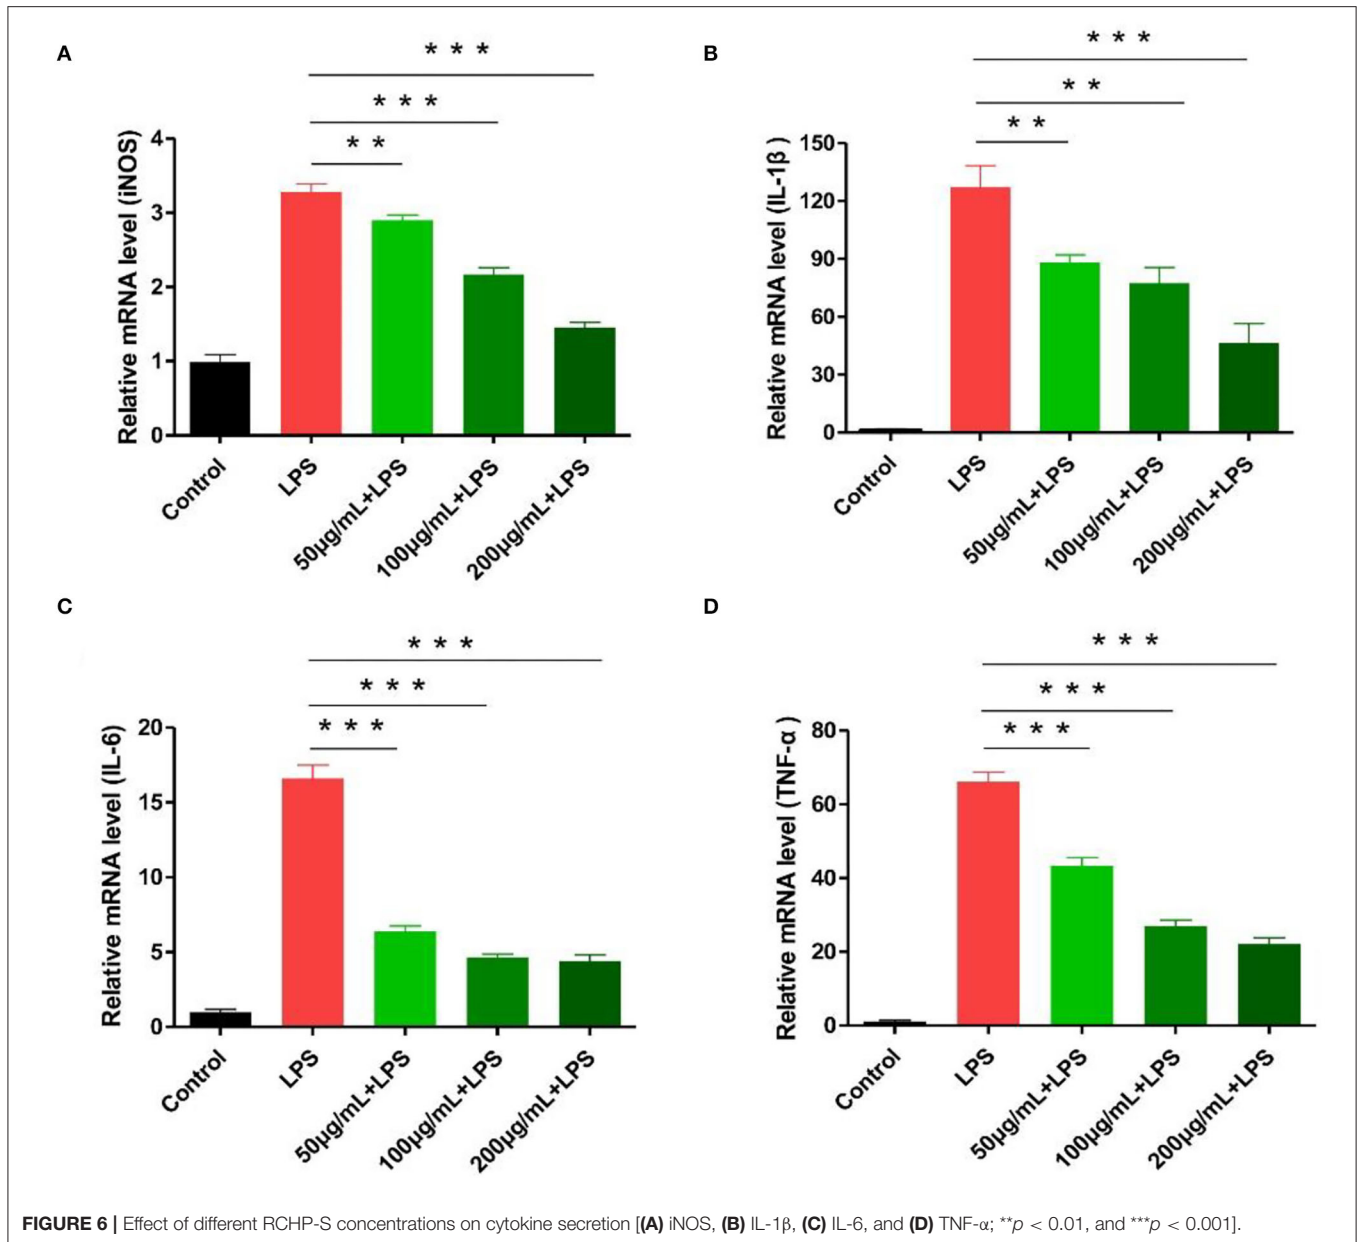 A
* * *
* * *
* *
Relative mRNA level (iNOS)
4
3
2
1
0
Control
LPS
50μg/mL+LPS
100μg/mL+LPS
200μg/mL+LPS
B
* * *
* *
* *
Relative mRNA level (IL-1β)
150
120
90
60
30
0
Control
LPS
50μg/mL+LPS
100μg/mL+LPS
200μg/mL+LPS
C
* * *
* * *
* * *
Relative mRNA level (IL-6)
20
15
10
5
0
Control
LPS
50μg/mL+LPS
100μg/mL+LPS
200μg/mL+LPS
D
* * *
* * *
* * *
Relative mRNA level (TNF-α)
80
60
40
20
0
Control
LPS
50μg/mL+LPS
100μg/mL+LPS
200μg/mL+LPS
FIGURE 6 | Effect of different RCHP-S concentrations on cytokine secretion [(A) iNOS, (B) IL-1β, (C) IL-6, and (D) TNF-α; **p < 0.01, and ***p < 0.001].